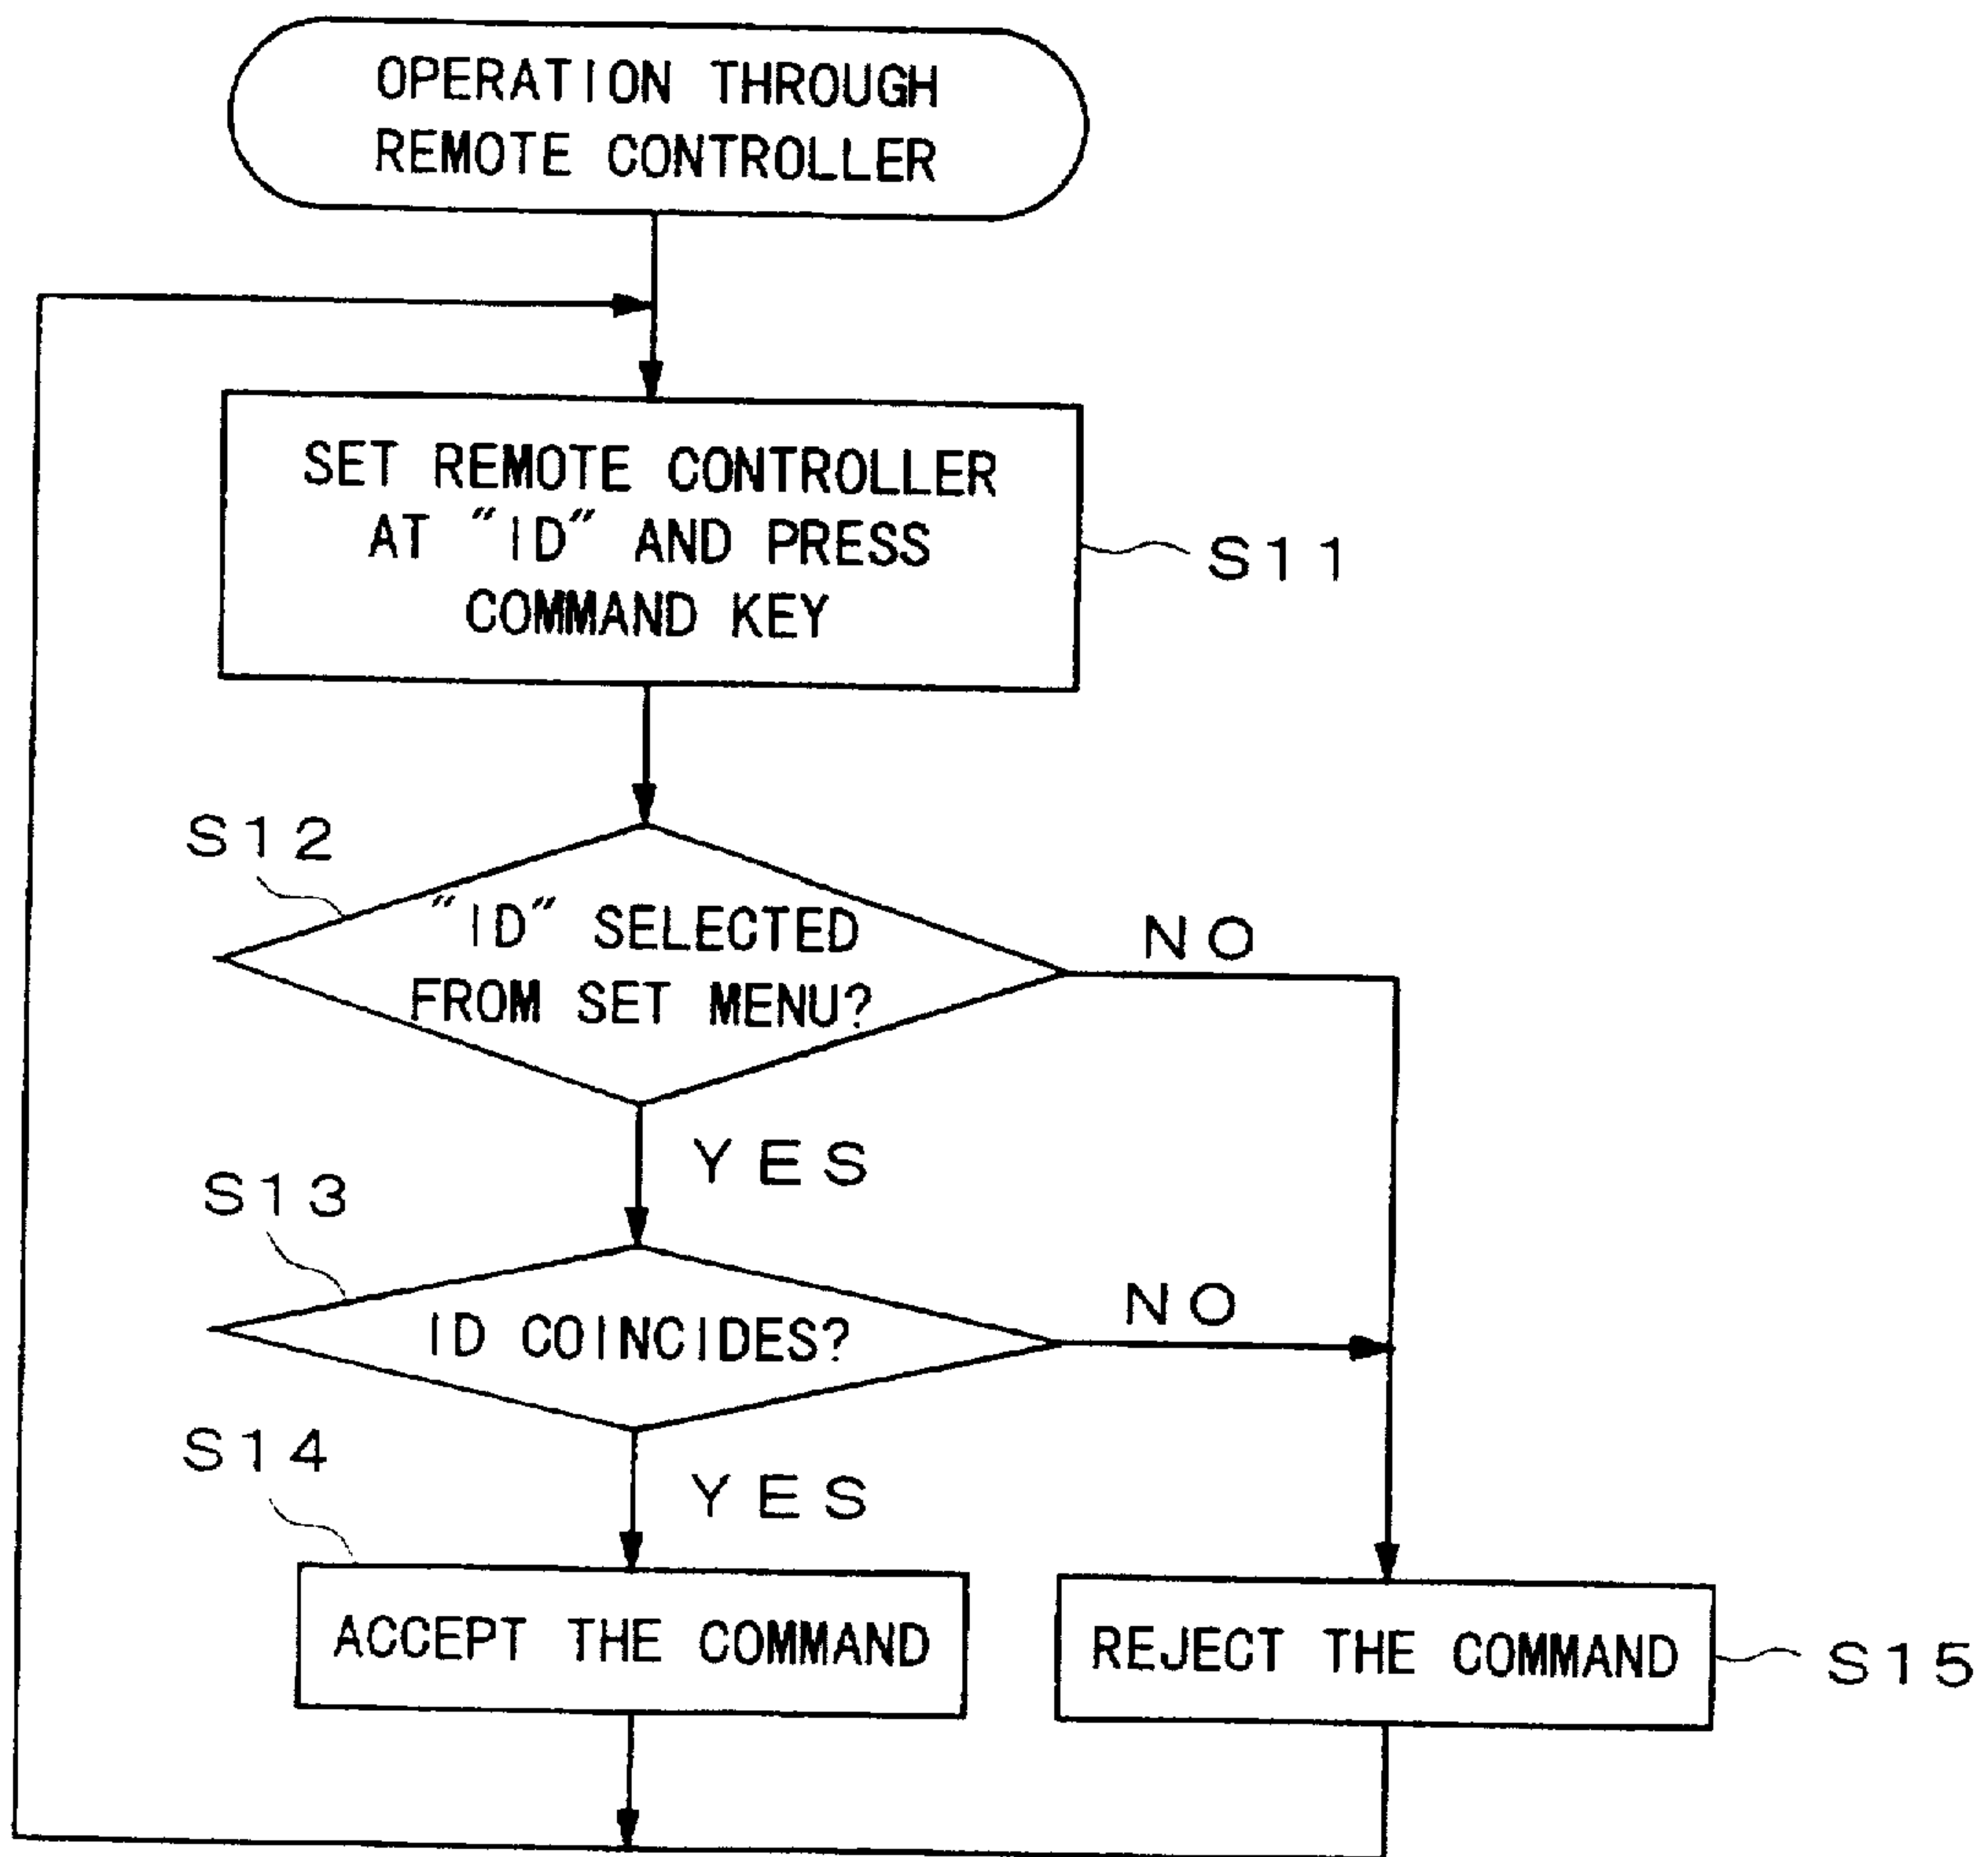 OPERATION THROUGH
REMOTE CONTROLLER
SET REMOTE CONTROLLER
AT "ID" AND PRESS
COMMAND KEY
S11
S12
"ID" SELECTED
FROM SET MENU?
NO
YES
S13
ID COINCIDES?
NO
YES
S14
ACCEPT THE COMMAND
REJECT THE COMMAND
S15